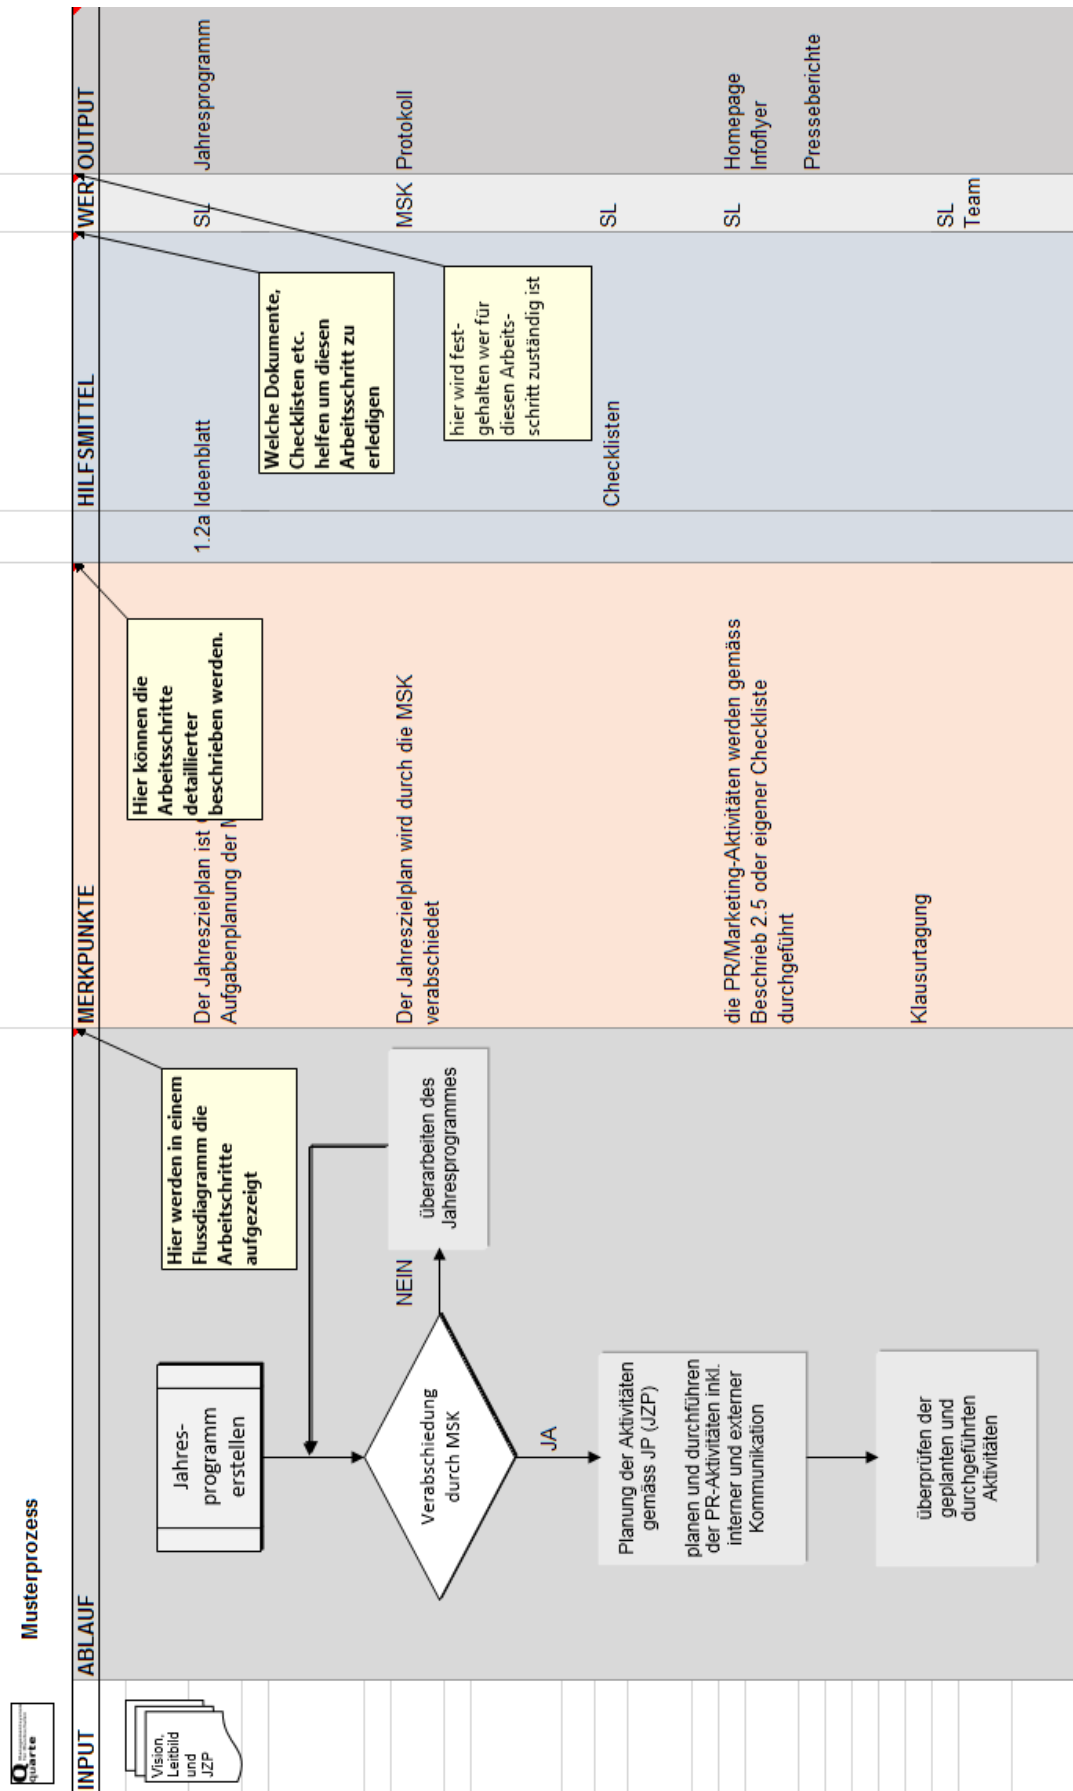 Q
quarte
Musterprozess
INPUT
ABLAUF
MERKPUNKTE
HILFSMITTEL
WER
OUTPUT
Vision,
Leitbild
und
JZP
Jahres-
programm
erstellen
Hier werden in einem
Flussdiagramm die
Arbeitschritte
aufgezeigt
Hier können die
Arbeitsschritte
detaillierter
beschrieben werden.
Der Jahreszielplan ist
Aufgabenplanung der
1.2a Ideenblatt
SL
Jahresprogramm
Welche Dokumente,
Checklisten etc.
helfen um diesen
Arbeitsschritt zu
erledigen
Verabschiedung
durch MSK
NEIN
überarbeiten des
Jahresprogrammes
Der Jahreszielplan wird durch die MSK
verabschiedet
MSK
Protokoll
hier wird fest-
gehalten wer für
diesen Arbeits-
schritt zuständig ist
JA
Planung der Aktivitäten
gemäss JP (JZP)
Checklisten
SL
planen und durchführen
der PR-Aktivitäten inkl.
interner und externer
Kommunikation
die PR/Marketing-Aktivitäten werden gemäss
Beschrieb 2.5 oder eigener Checkliste
durchgeführt
SL
Homepage
Infoflyer
Presseberichte
überprüfen der
geplanten und
durchgeführten
Aktivitäten
Klausurtagung
SL
Team